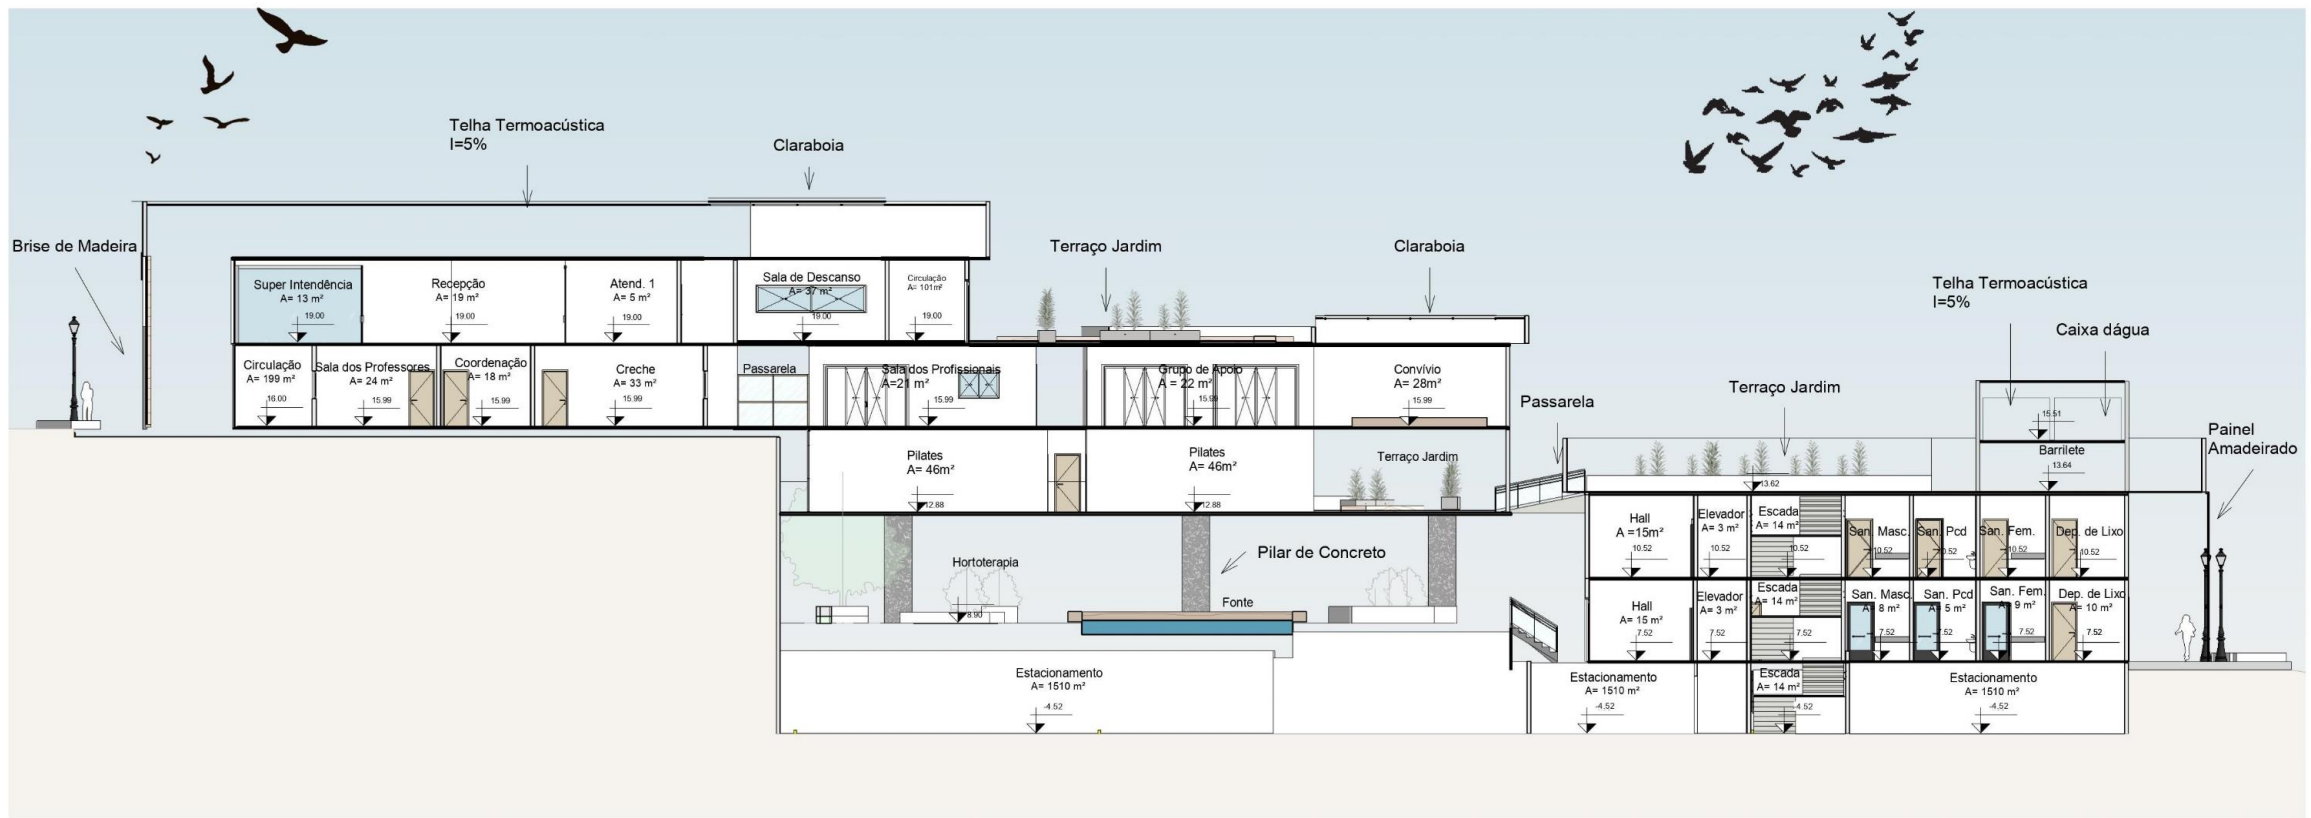 Telha Termoacústica
I=5%
Claraboia
Brise de Madeira
Terraço Jardim
Claraboia
Telha Termoacústica
I=5%
Caixa dágua
Super Intendência
A= 13 m²
19.00
Recepção
A= 19 m²
19.00
Atend. 1
A= 5 m²
19.00
Sala de Descanso
A= 37 m²
19.00
Circulação
A= 101m²
19.00
Circulação
A= 199 m²
16.00
Sala dos Professores
A= 24 m²
15.99
Coordenação
A= 18 m²
15.99
Creche
A= 33 m²
15.99
Passarela
Sala dos Profissionais
A=21 m²
15.99
Grupo de Apoio
A = 22 m²
15.99
Convívio
A= 28m²
15.99
Passarela
Terraço Jardim
15.51
Barrilete
13.64
Painel
Amadeirado
Pilates
A= 46m²
12.88
Pilates
A= 46m²
12.88
Terraço Jardim
13.62
Hall
A =15m²
10.52
Elevador
A= 3 m²
10.52
Escada
A= 14 m²
10.52
San. Masc.
10.52
San. Pcd
10.52
San. Fem.
10.52
Dep. de Lixo
10.52
Pilar de Concreto
Hortoterapia
8.90
Fonte
Hall
A= 15 m²
7.52
Elevador
A= 3 m²
7.52
Escada
A= 14 m²
7.52
San. Masc.
A= 8 m²
7.52
San. Pcd
A= 5 m²
7.52
San. Fem.
A= 9 m²
7.52
Dep. de Lixo
A= 10 m²
7.52
Estacionamento
A= 1510 m²
-4.52
Estacionamento
A= 1510 m²
-4.52
Escada
A= 14 m²
-4.52
Estacionamento
A= 1510 m²
-4.52